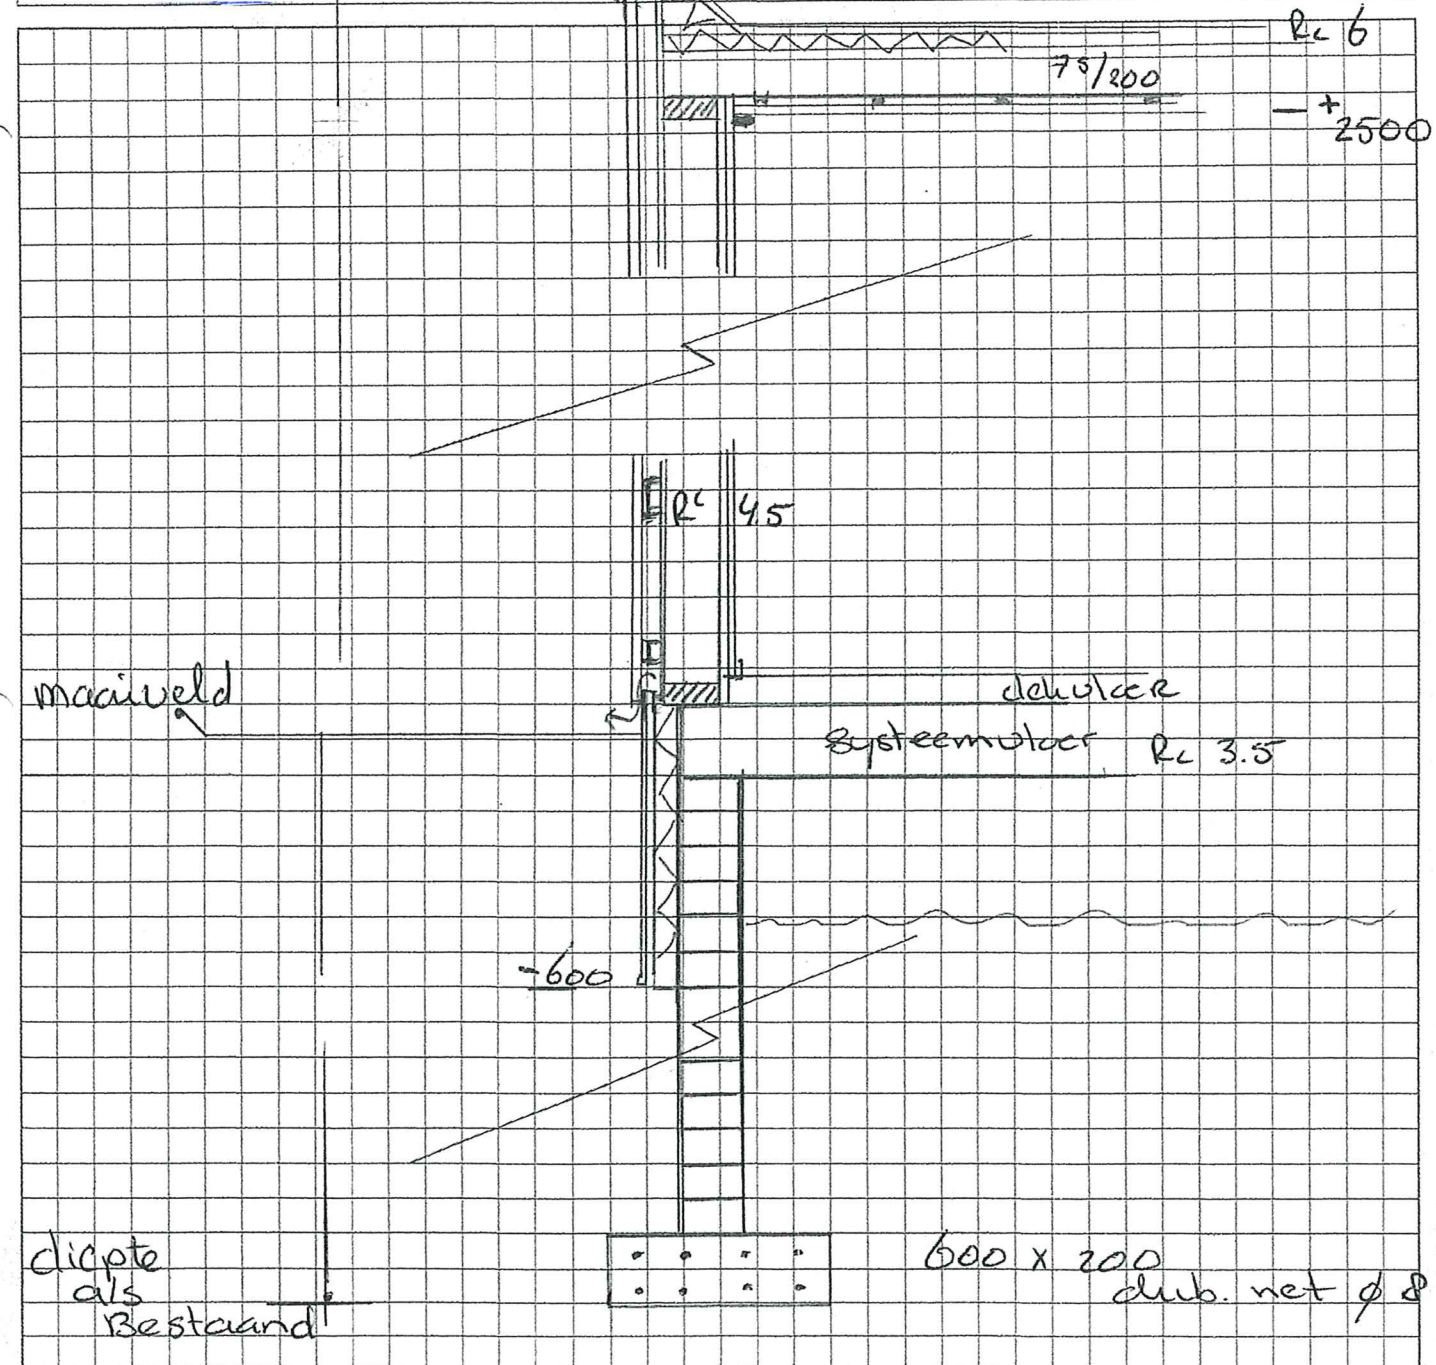 Rc 6
75/200
- +
2500
Rc 4.5
maaiveld
dekvloer
systeemvloer Rc 3.5
-600
diepte
als
Bestaand
600 x 200
dub. net ø 8